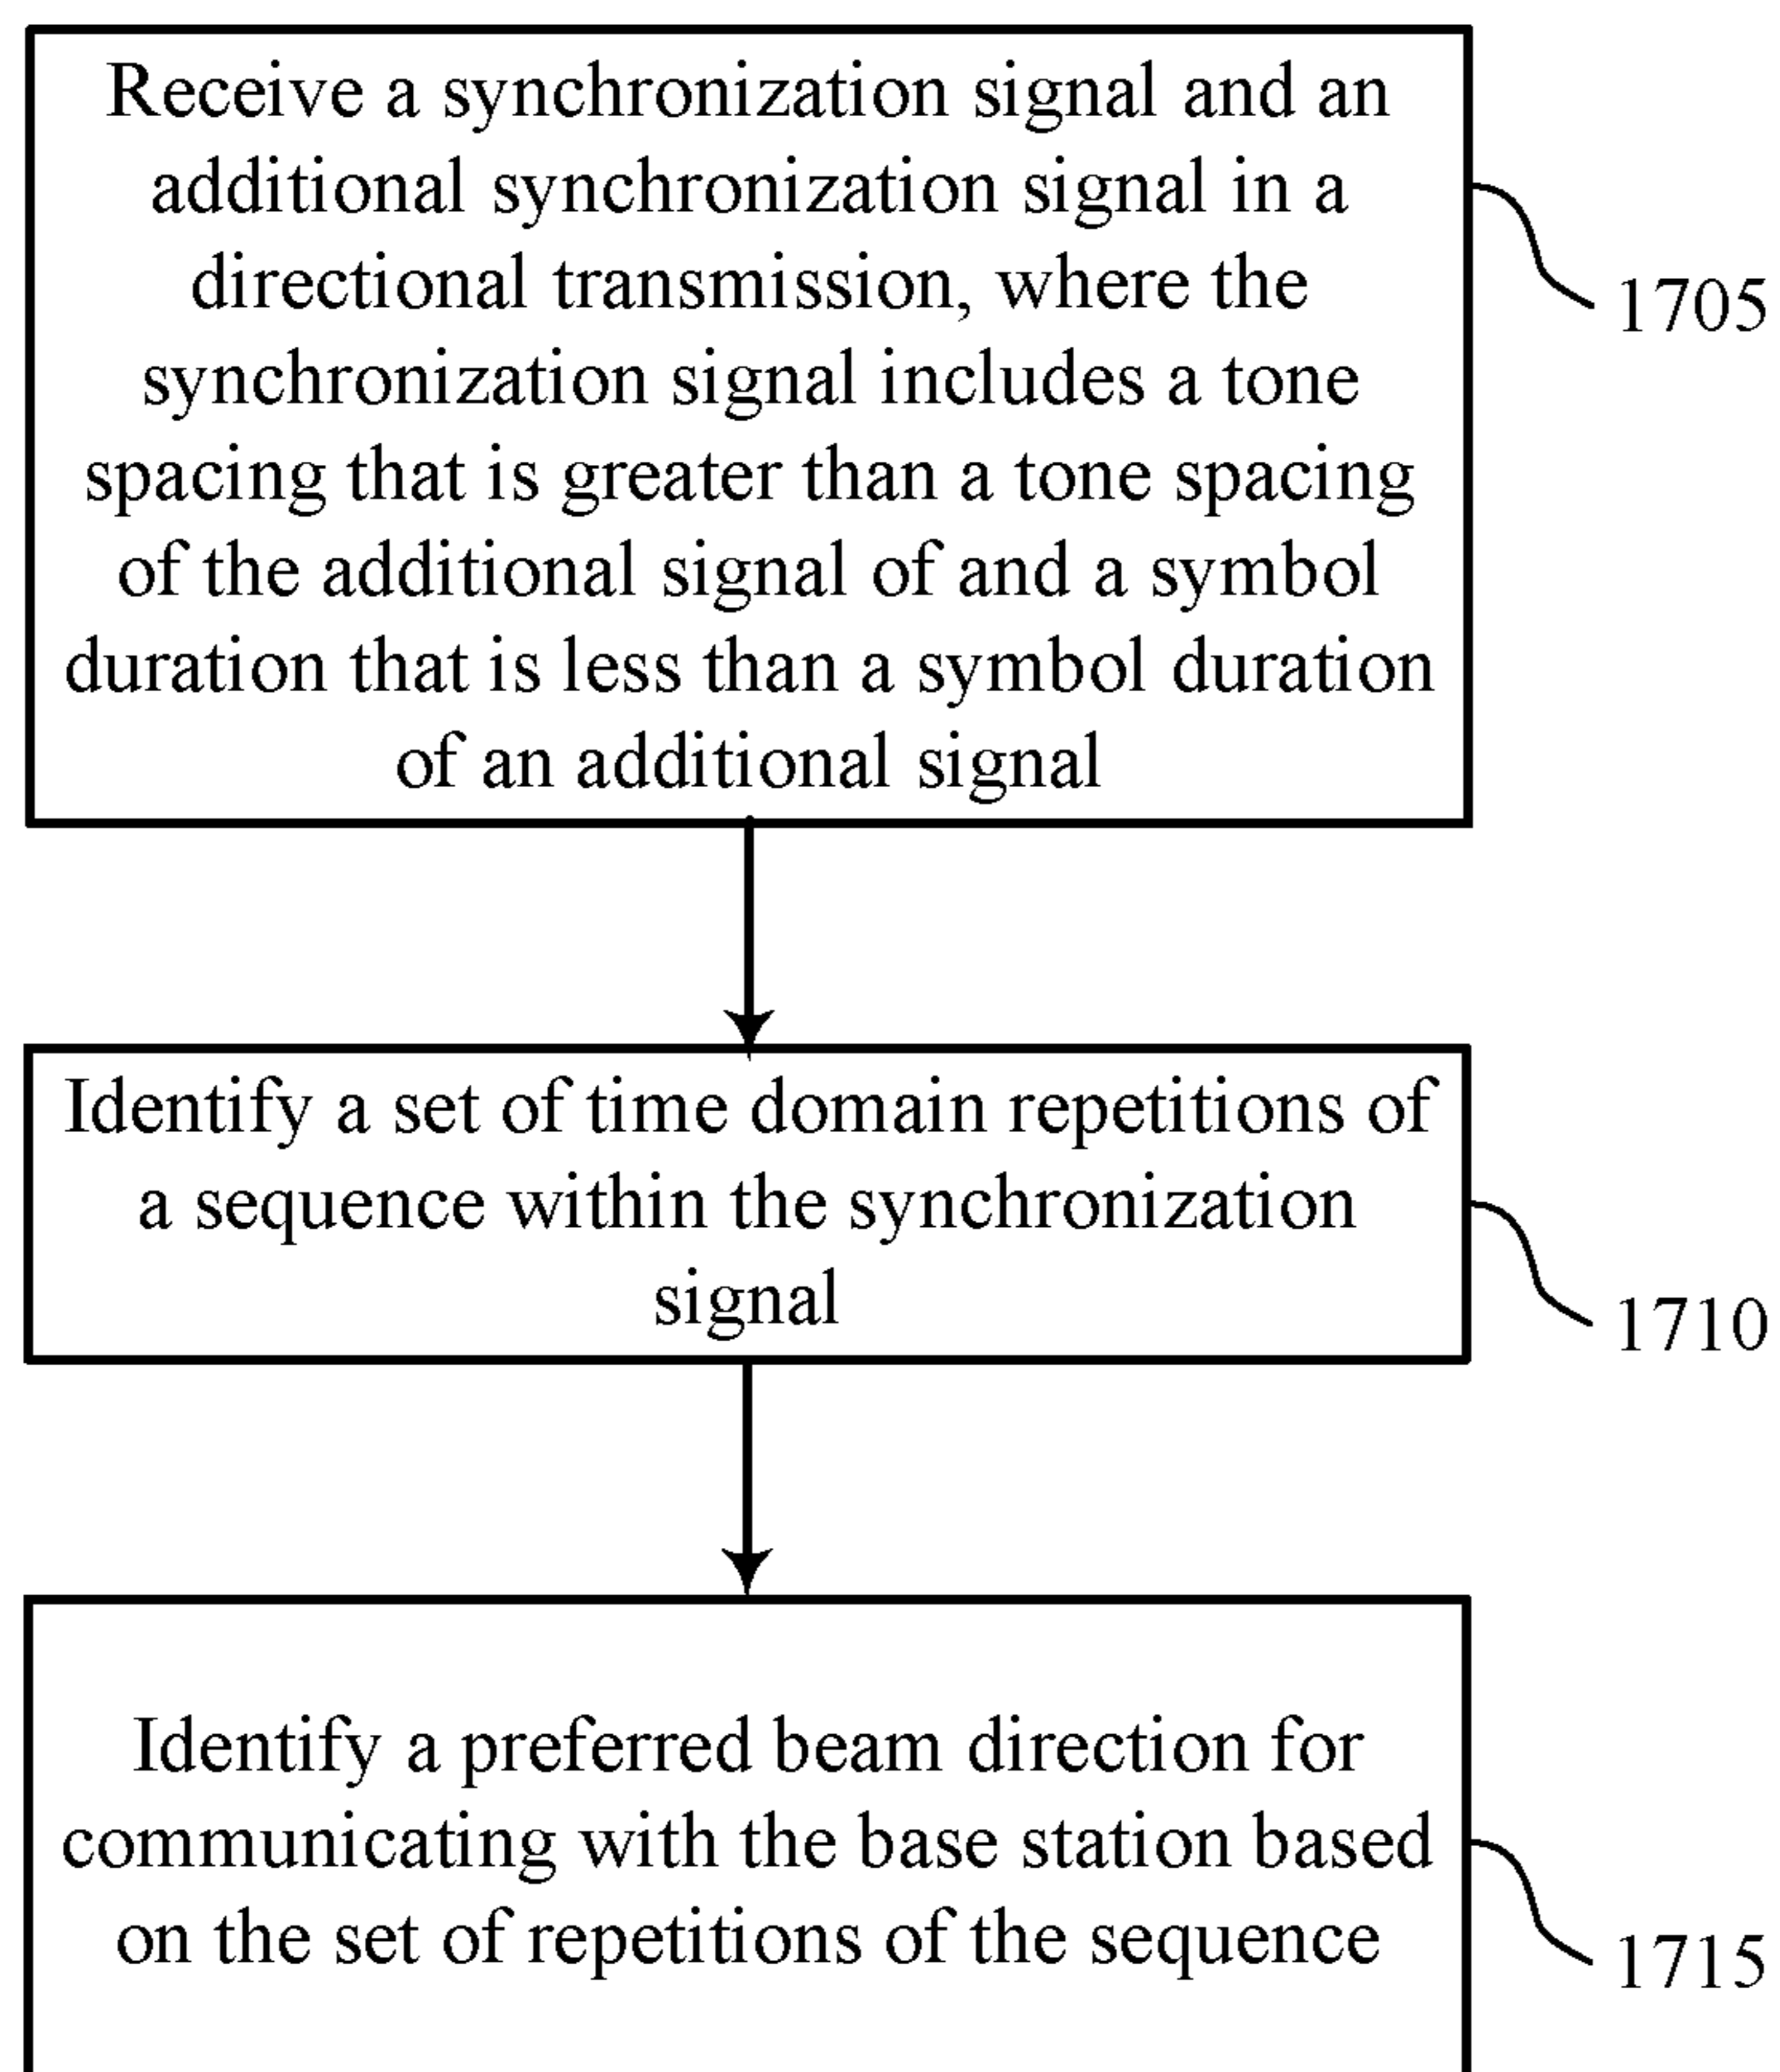 Receive a synchronization signal and an
additional synchronization signal in a
directional transmission, where the
synchronization signal includes a tone
spacing that is greater than a tone spacing
of the additional signal of and a symbol
duration that is less than a symbol duration
of an additional signal
1705
Identify a set of time domain repetitions of
a sequence within the synchronization
signal
1710
Identify a preferred beam direction for
communicating with the base station based
on the set of repetitions of the sequence
1715